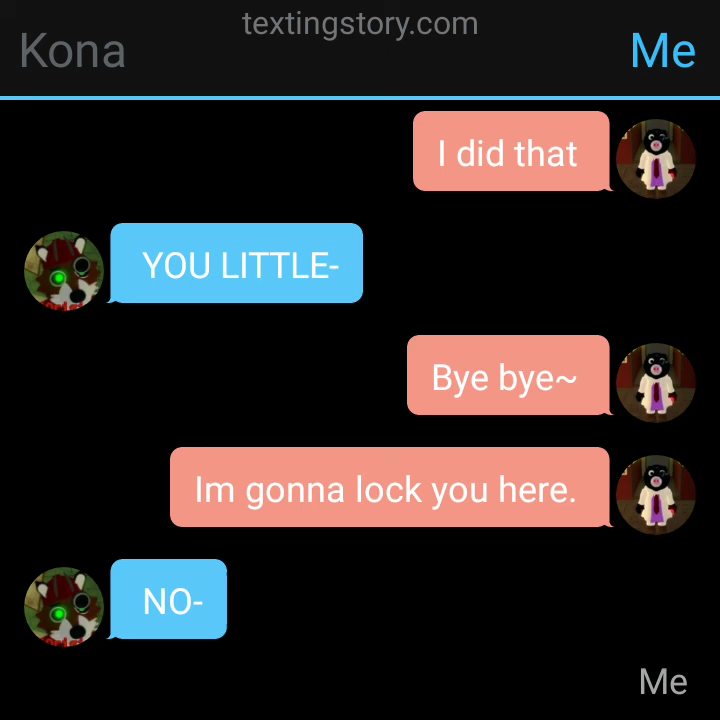 textingstory.com
Kona
Me
I did that
YOU LITTLE-
Bye bye~
Im gonna lock you here.
NO-
Me